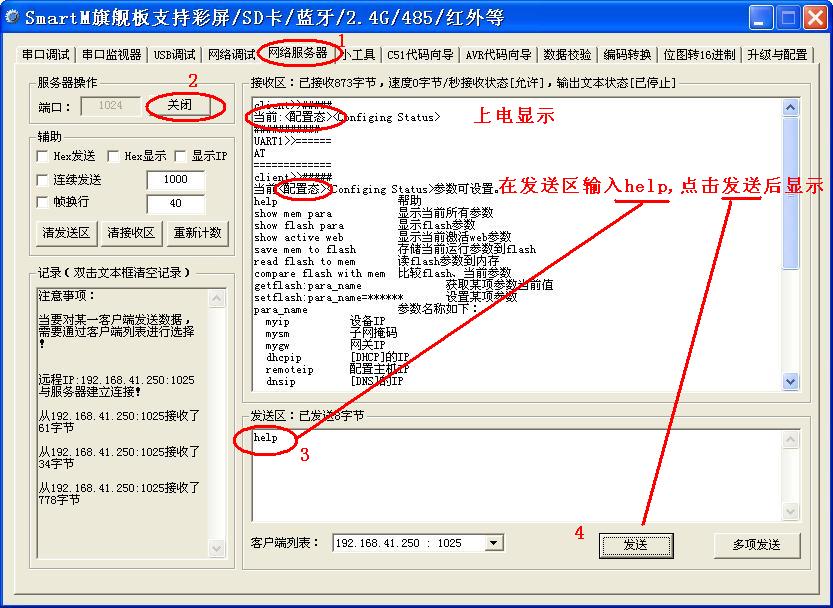 SmartM旗舰板支持彩屏/SD卡/蓝牙/2.4G/485/红外等
1
串口调试 串口监视器 USB调试 网络调试 网络服务器 小工具 C51代码向导 AVR代码向导 数据校验 编码转换 位图转16进制 升级与配置
服务器操作
2
端口： 1024 关闭
辅助
Hex发送 Hex显示 显示IP
连续发送 1000
帧换行 40
清发送区 清接收区 重新计数
记录(双击文本框清空记录)
注意事项：
当要对某一客户端发送数据，
需要通过客户端列表进行选择
！
远程IP:192.168.41.250:1025
与服务器建立连接！
从192.168.41.250:1025接收了
61字节
从192.168.41.250:1025接收了
34字节
从192.168.41.250:1025接收了
778字节
接收区：已接收873字节，速度0字节/秒接收状态[允许]，输出文本状态[已停止]
client>>#####
当前:<配置态><Configing Status>
上电显示
###########
UART1>>======
AT
=============
client>>#####
当前<配置态><Configing Status>参数可设置。
在发送区输入help,点击发送后显示
help 帮助
show mem para 显示当前所有参数
show flash para 显示flash参数
show active web 显示当前激活web参数
save mem to flash 存储当前运行参数到flash
read flash to mem 读flash参数到内存
compare flash with mem 比较flash、当前参数
getflash:para_name 获取某项参数当前值
setflash:para_name=****** 设置某项参数
para_name 参数名称如下：
myip 设备IP
mysm 子网掩码
mygw 网关IP
dhcpip [DHCP]的IP
remoteip 配置主机IP
dnsip [DNS]的IP
发送区：已发送8字节
help
3
4
客户端列表： 192.168.41.250 : 1025 发送 多项发送